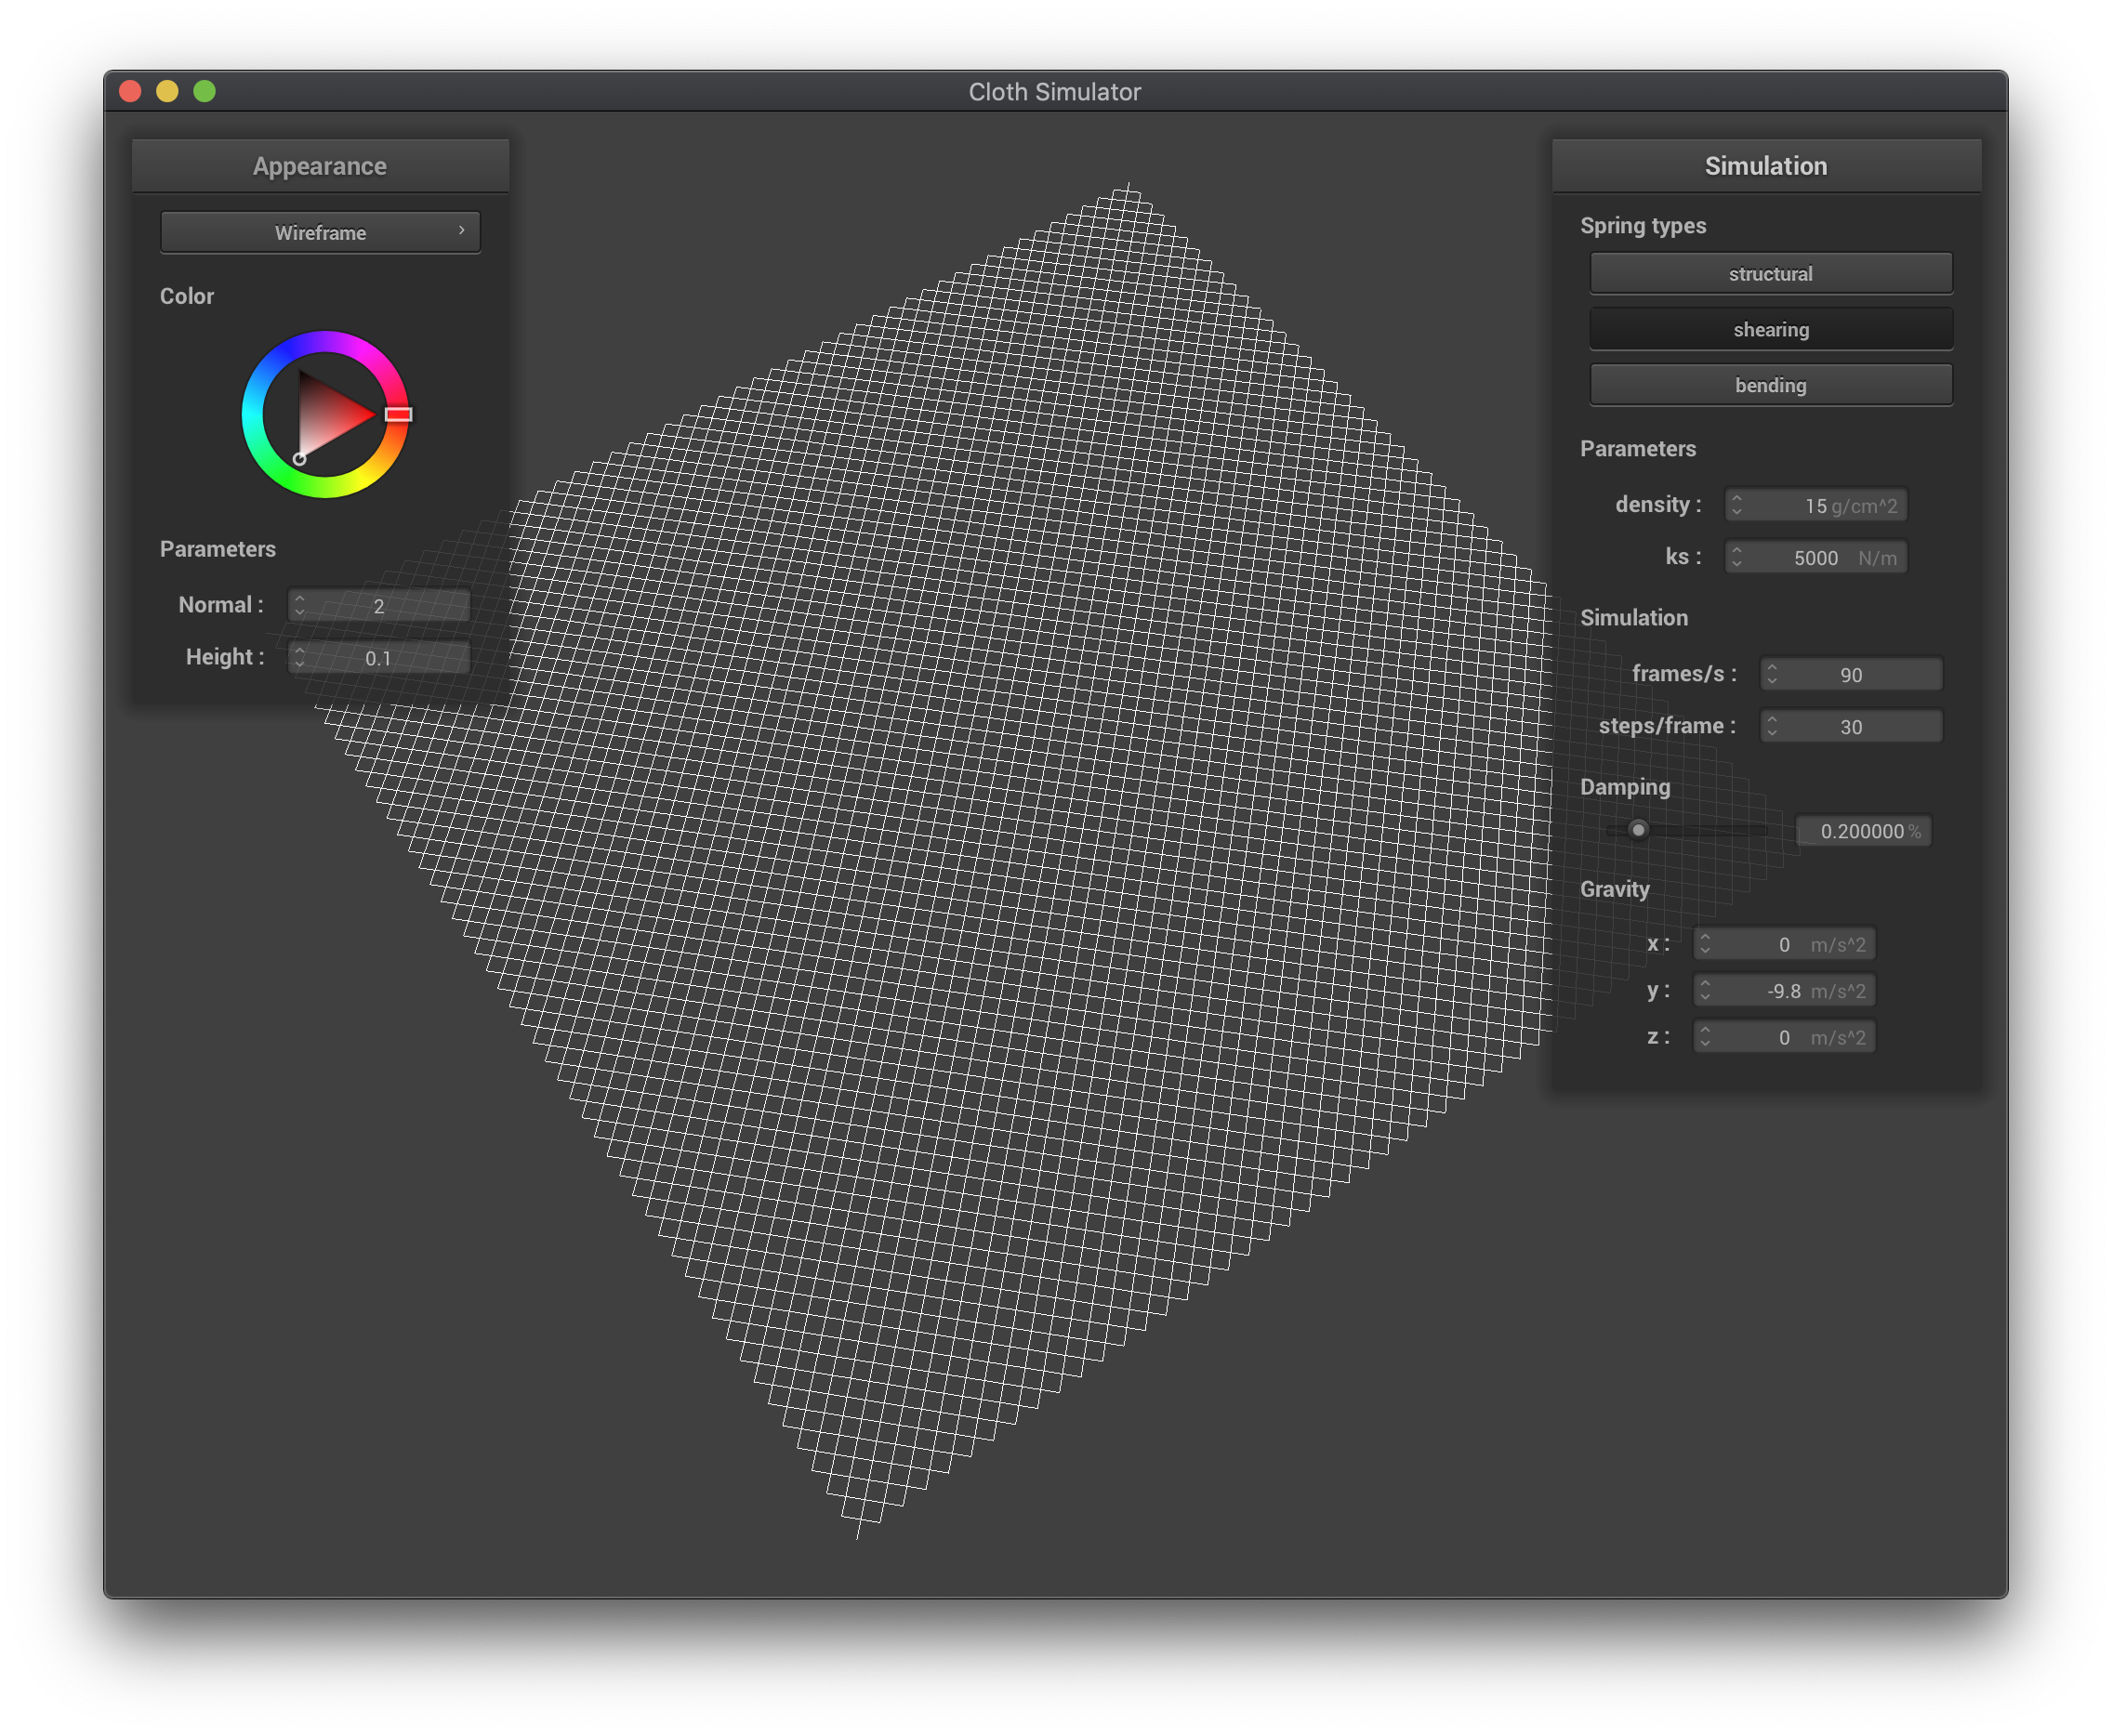 Cloth Simulator
Appearance
Wireframe
Color
Parameters
Normal : 2
Height : 0.1
Simulation
Spring types
structural
shearing
bending
Parameters
density : 15 g/cm^2
ks : 5000 N/m
Simulation
frames/s : 90
steps/frame : 30
Damping
0.200000 %
Gravity
x : 0 m/s^2
y : -9.8 m/s^2
z : 0 m/s^2